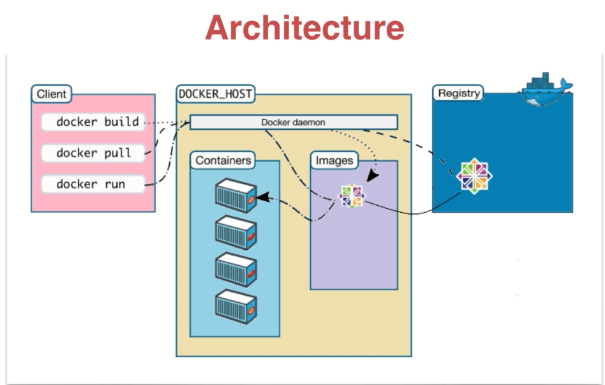 Architecture
Client
docker build
docker pull
docker run
DOCKER_HOST
Docker daemon
Containers
Images
Registry